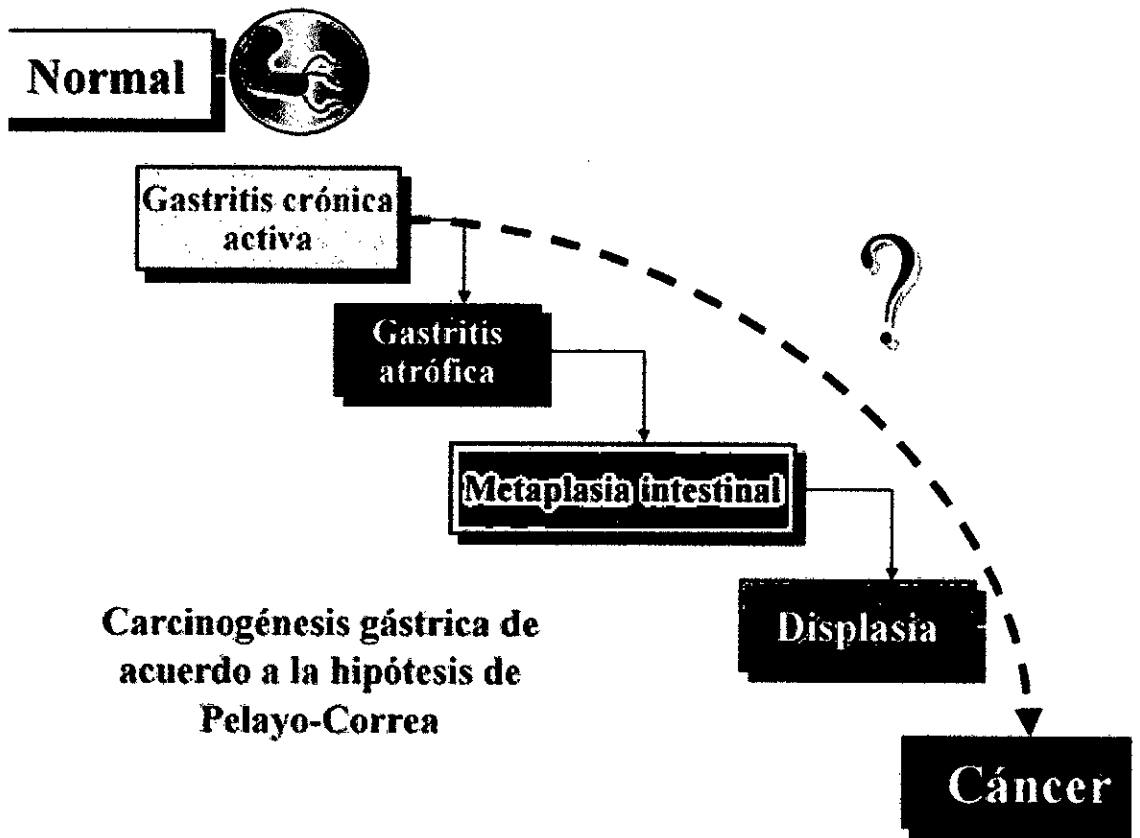 Normal
Gastritis crónica
activa
?
Gastritis
atrófica
Metaplasia intestinal
Displasia
Carcinogénesis gástrica de
acuerdo a la hipótesis de
Pelayo-Correa
Cáncer